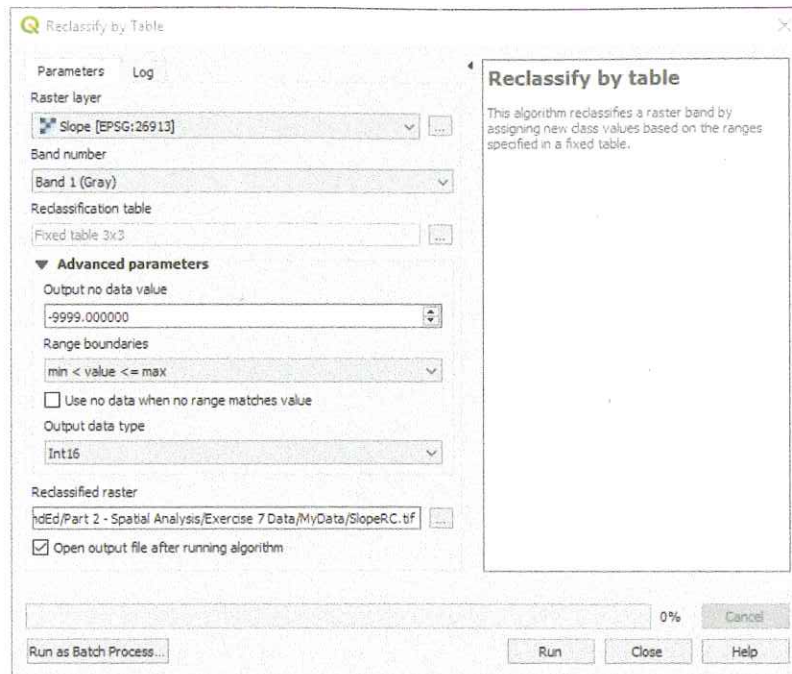 Reclassify by Table
Parameters
Log
Raster layer
Slope [EPSG:26913]
...
Band number
Band 1 (Gray)
Reclassification table
Fixed table 3x3
...
Advanced parameters
Output no data value
-9999.000000
Range boundaries
min < value <= max
Use no data when no range matches value
Output data type
Int16
Reclassified raster
ndEd/Part 2 - Spatial Analysis/Exercise 7 Data/MyData/SlopeRC.tif
...
Open output file after running algorithm
Reclassify by table
This algorithm reclassifies a raster band by
assigning new class values based on the ranges
specified in a fixed table.
0%
Cancel
Run as Batch Process...
Run
Close
Help